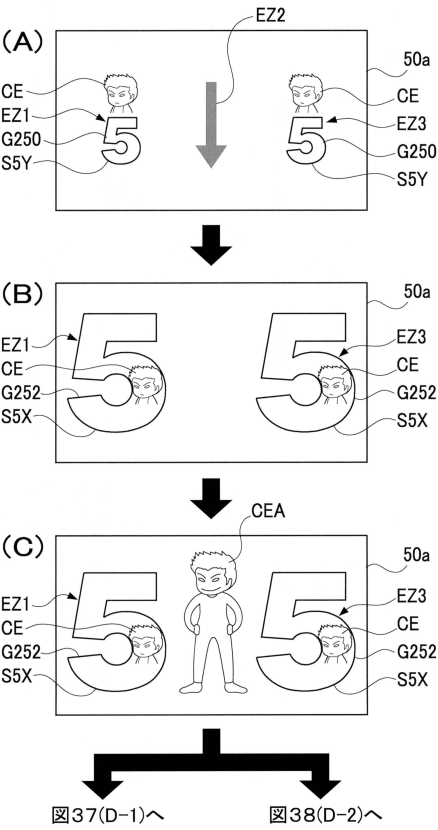 EZ2
(A)
50a
CE
CE
EZ1
5
5
EZ3
G250
G250
S5Y
S5Y
(B)
50a
EZ1
5
5
EZ3
CE
CE
G252
G252
S5X
S5X
CEA
(C)
50a
EZ1
5
5
EZ3
CE
CE
G252
G252
S5X
S5X
図37(D-1)へ
図38(D-2)へ